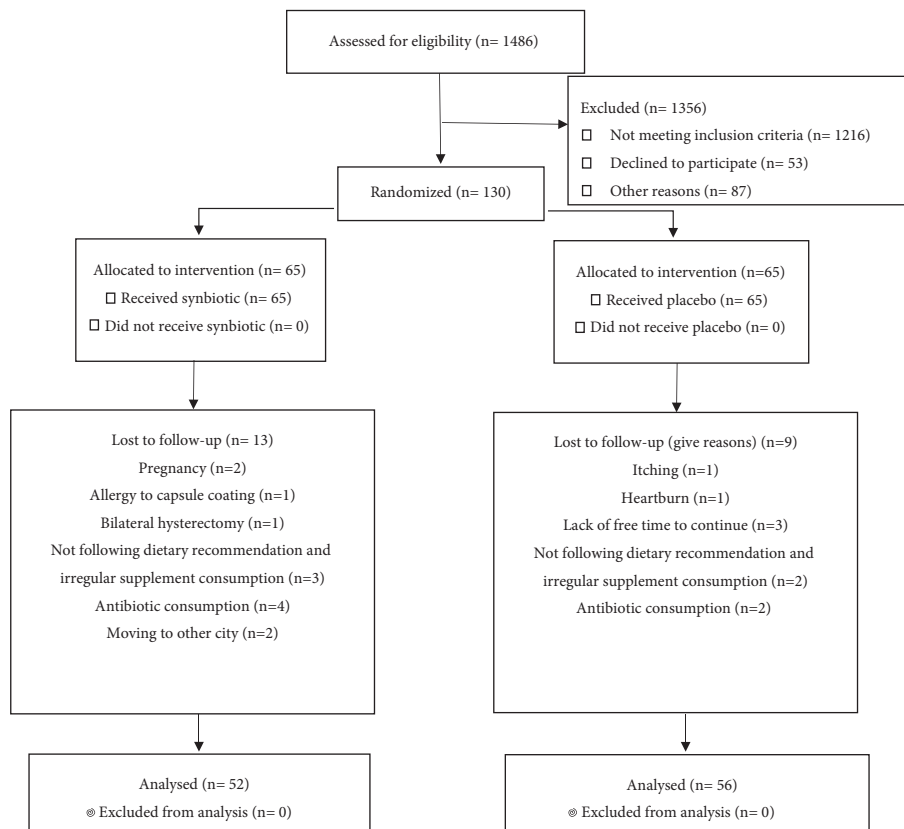 Assessed for eligibility (n= 1486)
Excluded (n= 1356)
☐ Not meeting inclusion criteria (n= 1216)
☐ Declined to participate (n= 53)
☐ Other reasons (n= 87)
Randomized (n= 130)
Allocated to intervention (n= 65)
☐ Received synbiotic (n= 65)
☐ Did not receive synbiotic (n= 0)
Allocated to intervention (n=65)
☐ Received placebo (n= 65)
☐ Did not receive placebo (n= 0)
Lost to follow-up (n= 13)
Pregnancy (n=2)
Allergy to capsule coating (n=1)
Bilateral hysterectomy (n=1)
Not following dietary recommendation and
irregular supplement consumption (n=3)
Antibiotic consumption (n=4)
Moving to other city (n=2)
Lost to follow-up (give reasons) (n=9)
Itching (n=1)
Heartburn (n=1)
Lack of free time to continue (n=3)
Not following dietary recommendation and
irregular supplement consumption (n=2)
Antibiotic consumption (n=2)
Analysed (n= 52)
⌾ Excluded from analysis (n= 0)
Analysed (n= 56)
⌾ Excluded from analysis (n= 0)